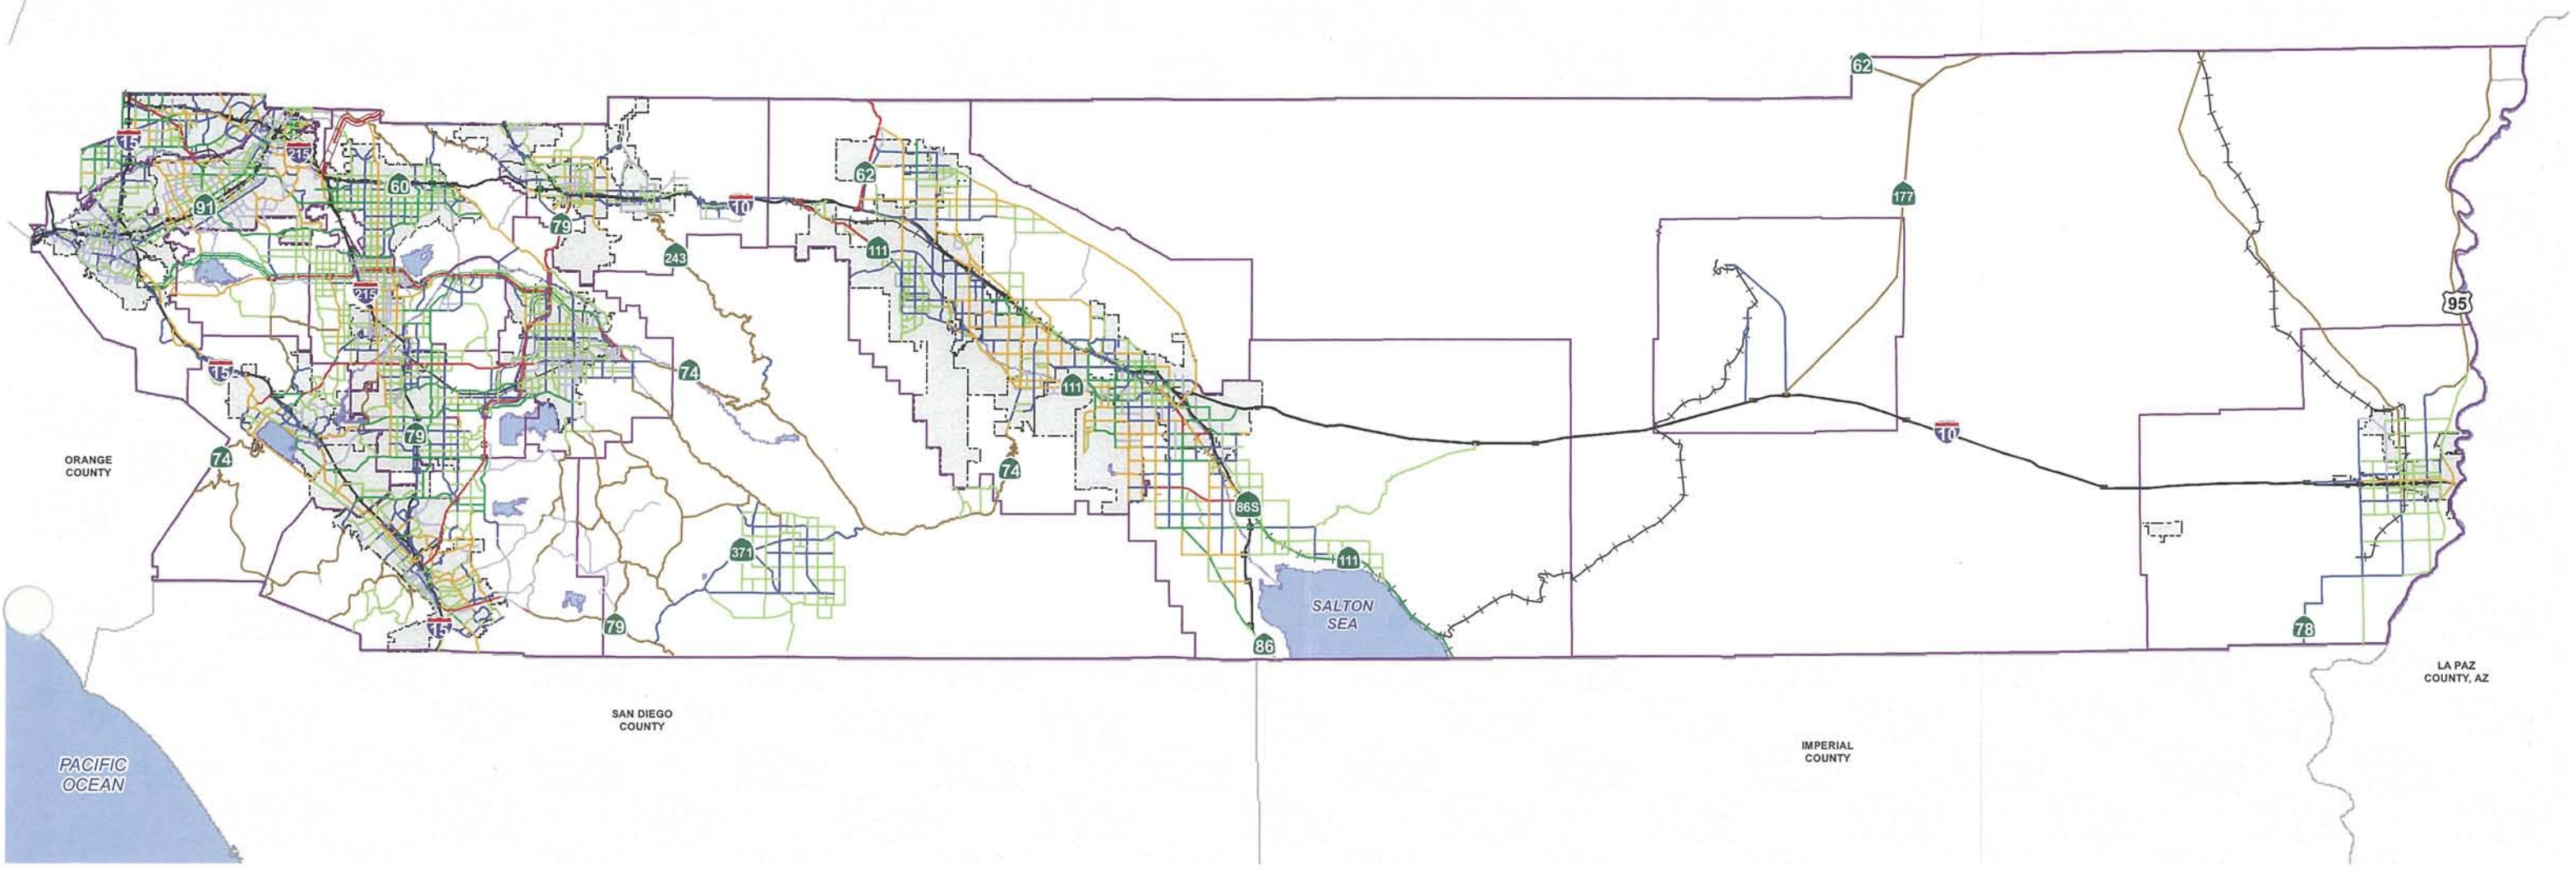 62
15
215
60
91
62
177
10
79
111
243
215
95
15
74
111
10
79
74
74
ORANGE
COUNTY
86S
371
111
SALTON
SEA
79
15
78
86
LA PAZ
COUNTY, AZ
SAN DIEGO
COUNTY
IMPERIAL
COUNTY
PACIFIC
OCEAN